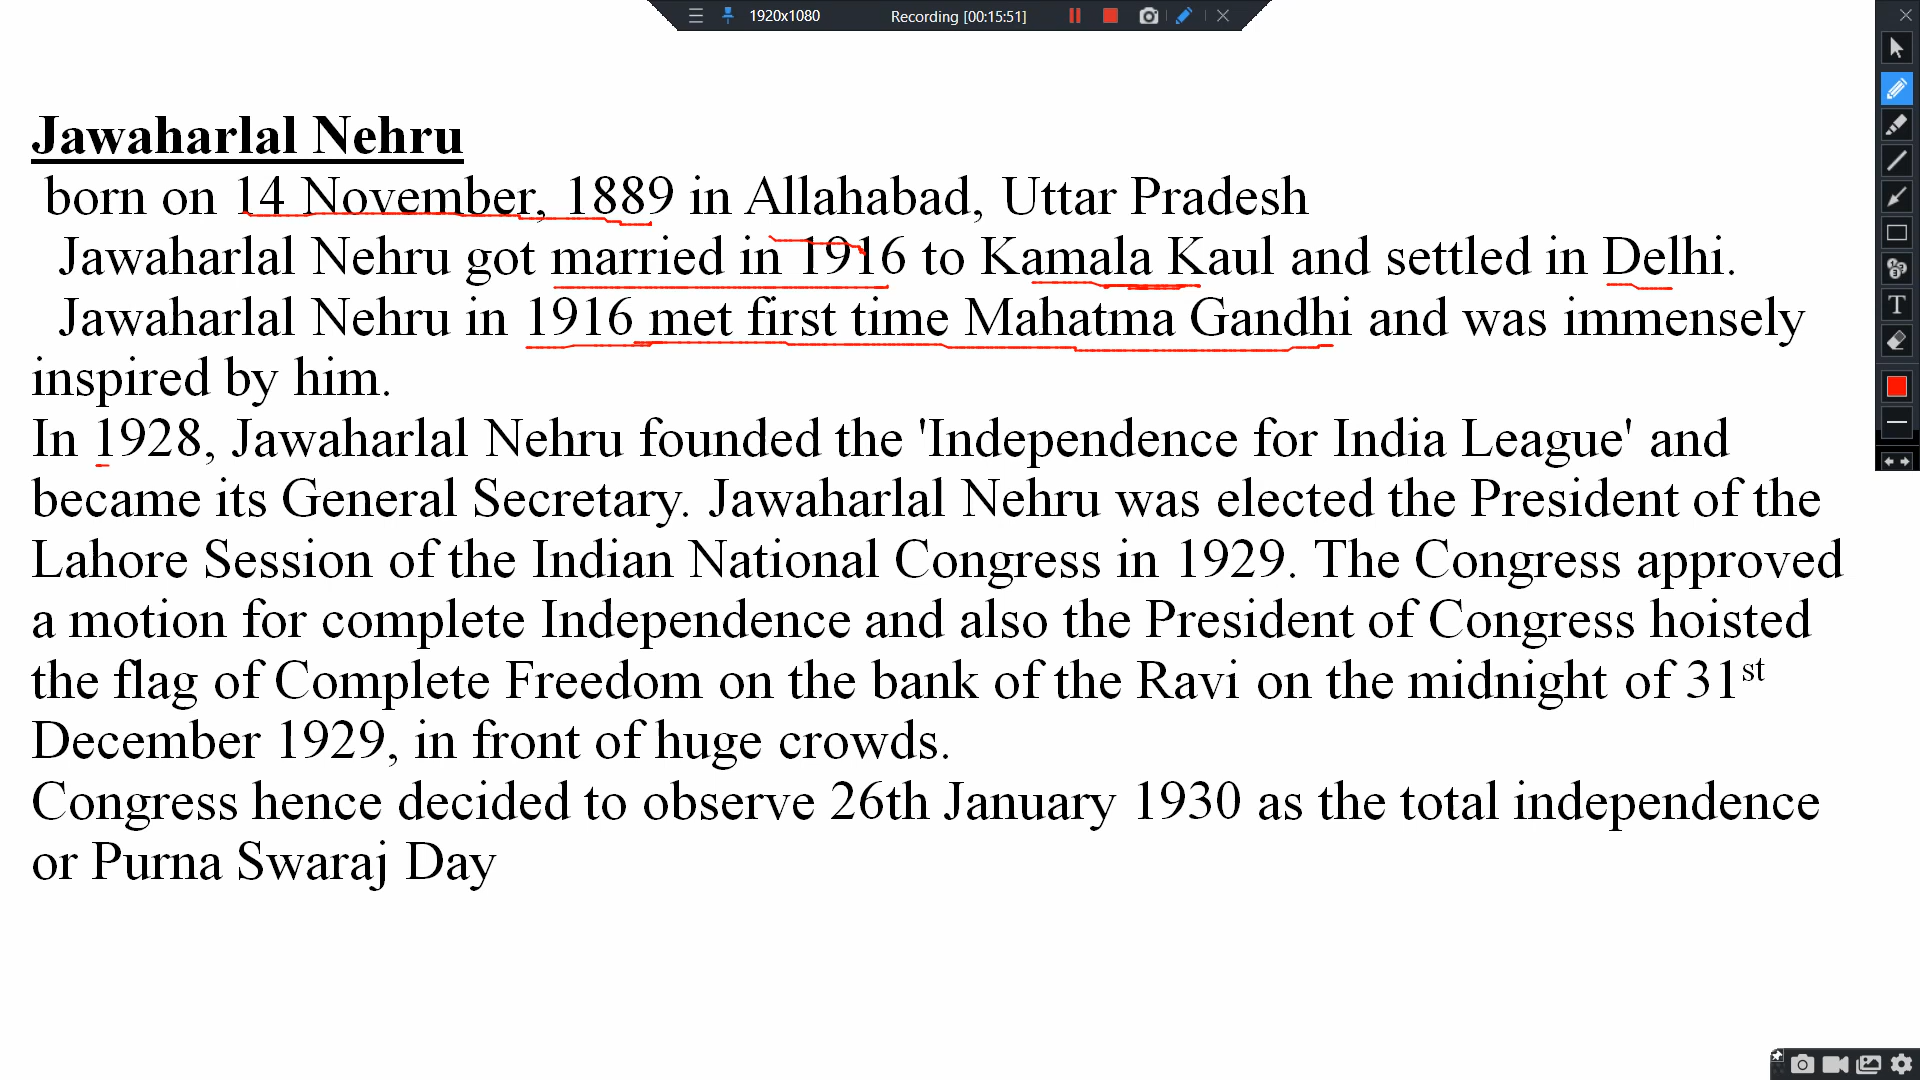 1920x1080 Recording [00:15:51]
Jawaharlal Nehru
born on 14 November, 1889 in Allahabad, Uttar Pradesh
Jawaharlal Nehru got married in 1916 to Kamala Kaul and settled in Delhi.
Jawaharlal Nehru in 1916 met first time Mahatma Gandhi and was immensely
inspired by him.
In 1928, Jawaharlal Nehru founded the 'Independence for India League' and
became its General Secretary. Jawaharlal Nehru was elected the President of the
Lahore Session of the Indian National Congress in 1929. The Congress approved
a motion for complete Independence and also the President of Congress hoisted
the flag of Complete Freedom on the bank of the Ravi on the midnight of 31st
December 1929, in front of huge crowds.
Congress hence decided to observe 26th January 1930 as the total independence
or Purna Swaraj Day